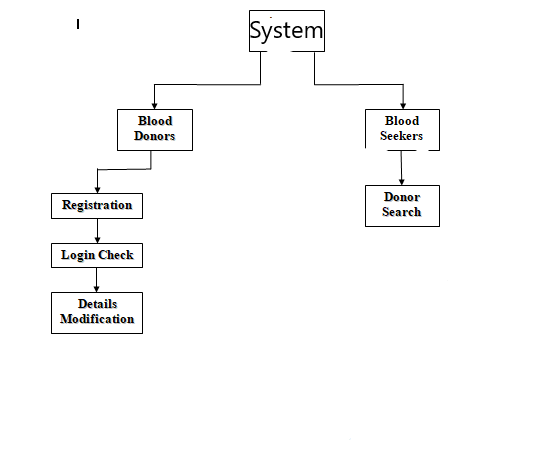 System
Blood
Donors
Blood
Seekers
Registration
Donor
Search
Login Check
Details
Modification